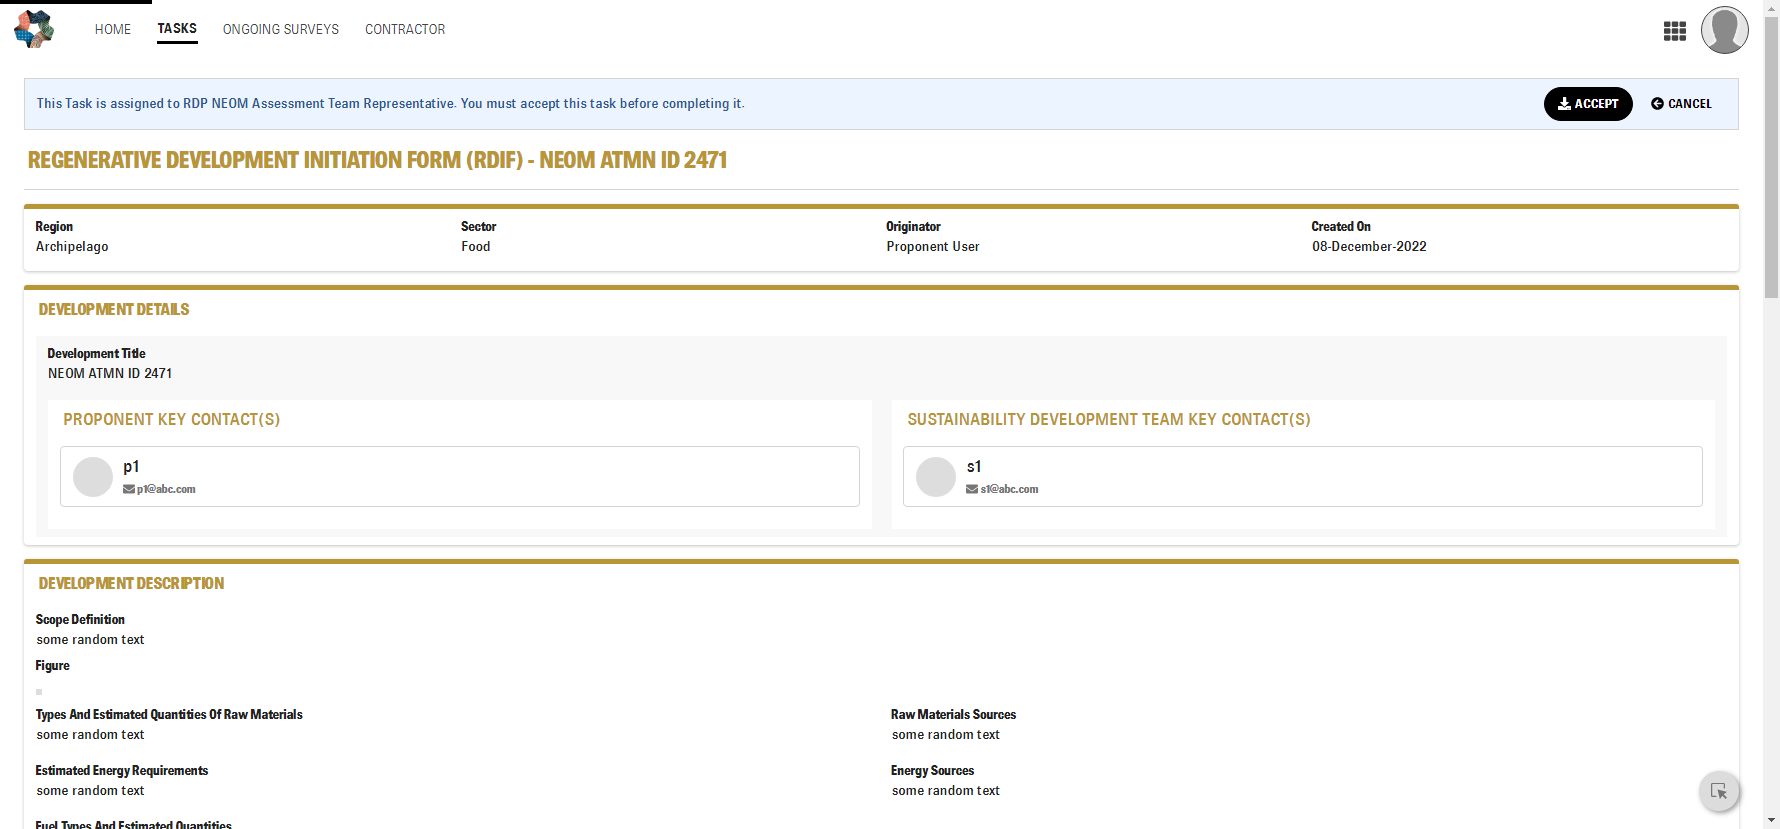 HOME TASKS ONGOING SURVEYS CONTRACTOR
This Task is assigned to RDP NEOM Assessment Team Representative. You must accept this task before completing it. ACCEPT CANCEL
REGENERATIVE DEVELOPMENT INITIATION FORM (RDIF) - NEOM ATMN ID 2471
Region Sector Originator Created On
Archipelago Food Proponent User 08-December-2022
DEVELOPMENT DETAILS
Development Title
NEOM ATMN ID 2471
PROPONENT KEY CONTACT(S) SUSTAINABILITY DEVELOPMENT TEAM KEY CONTACT(S)
p1 s1
p1@abc.com s1@abc.com
DEVELOPMENT DESCRIPTION
Scope Definition
some random text
Figure
Types And Estimated Quantities Of Raw Materials Raw Materials Sources
some random text some random text
Estimated Energy Requirements Energy Sources
some random text some random text
Fuel Types And Estimated Quantities